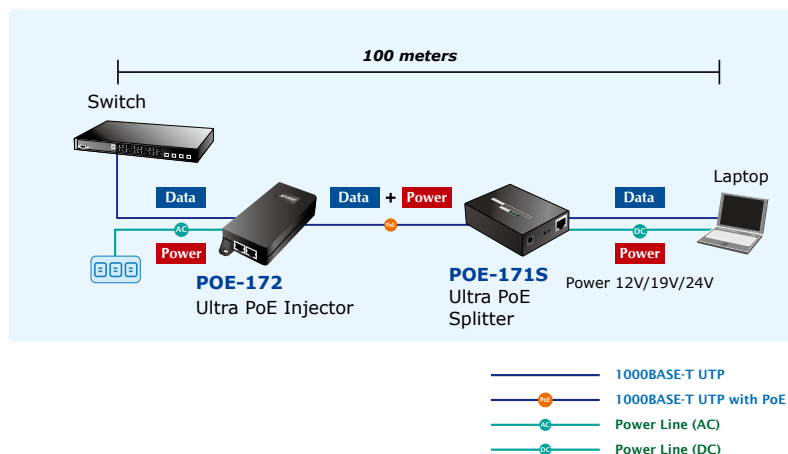 100 meters
Switch
Laptop
Data
Data + Power
Data
AC
PoE
DC
Power
Power
POE-172
Ultra PoE Injector
POE-171S
Ultra PoE
Splitter
Power 12V/19V/24V
1000BASE-T UTP
PoE
1000BASE-T UTP with PoE
AC
Power Line (AC)
DC
Power Line (DC)